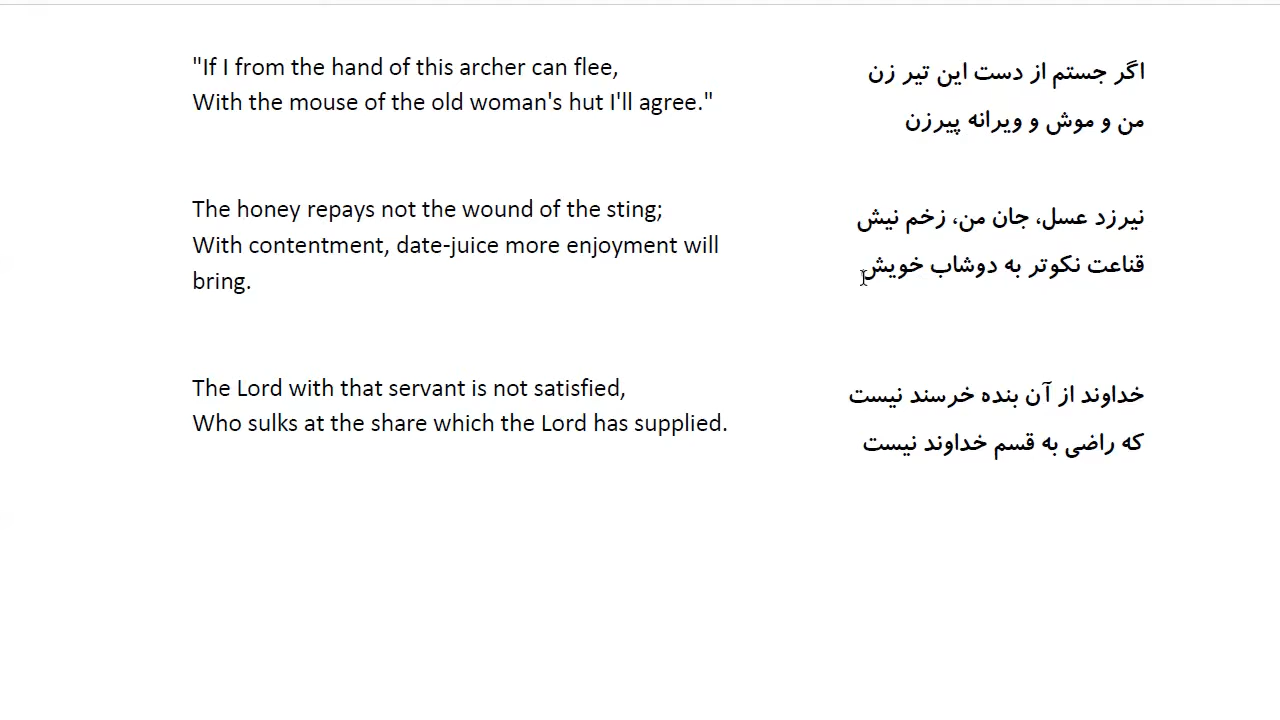 "If I from the hand of this archer can flee,
With the mouse of the old woman's hut I'll agree."
اگر جستم از دست این تیر زن
من و موش و ویرانه پیرزن
The honey repays not the wound of the sting;
With contentment, date-juice more enjoyment will
bring.
نیرزد عسل، جان من، زخم نیش
قناعت نکوتر به دوشاب خویش
The Lord with that servant is not satisfied,
Who sulks at the share which the Lord has supplied.
خداوند از آن بنده خرسند نیست
که راضی به قسم خداوند نیست